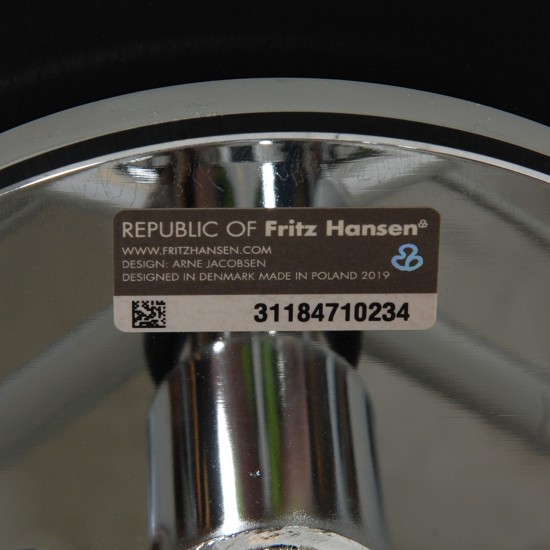 REPUBLIC OF Fritz Hansen®
WWW.FRITZHANSEN.COM
DESIGN: ARNE JACOBSEN
DESIGNED IN DENMARK MADE IN POLAND 2019
31184710234